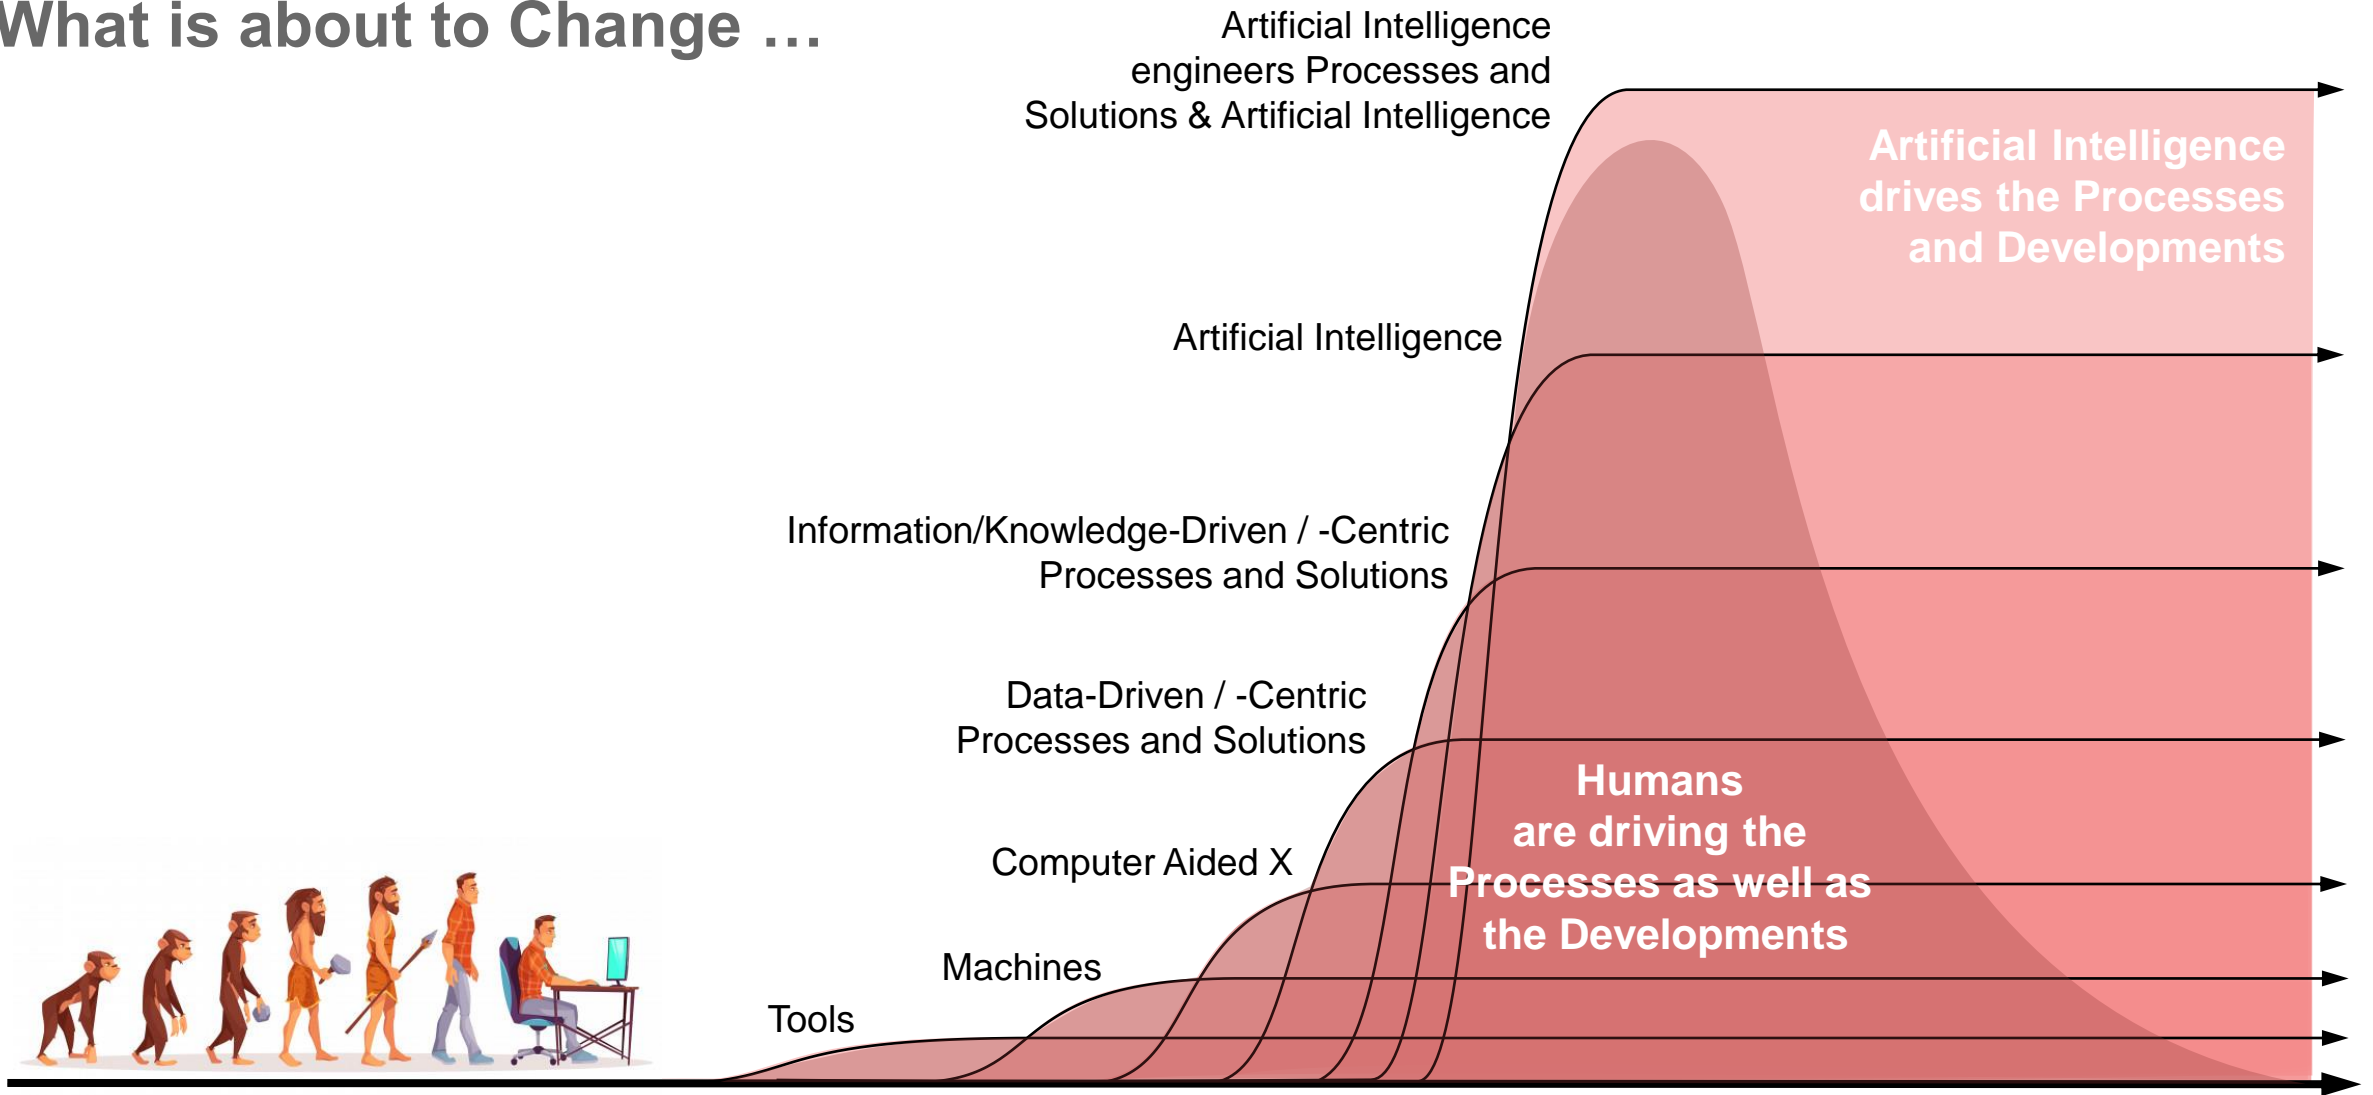 What is about to Change …
Artificial Intelligence
engineers Processes and
Solutions & Artificial Intelligence
Artificial Intelligence
drives the Processes
and Developments
Artificial Intelligence
Information/Knowledge-Driven / -Centric
Processes and Solutions
Data-Driven / -Centric
Processes and Solutions
Humans
are driving the
Processes as well as
the Developments
Computer Aided X
Machines
Tools